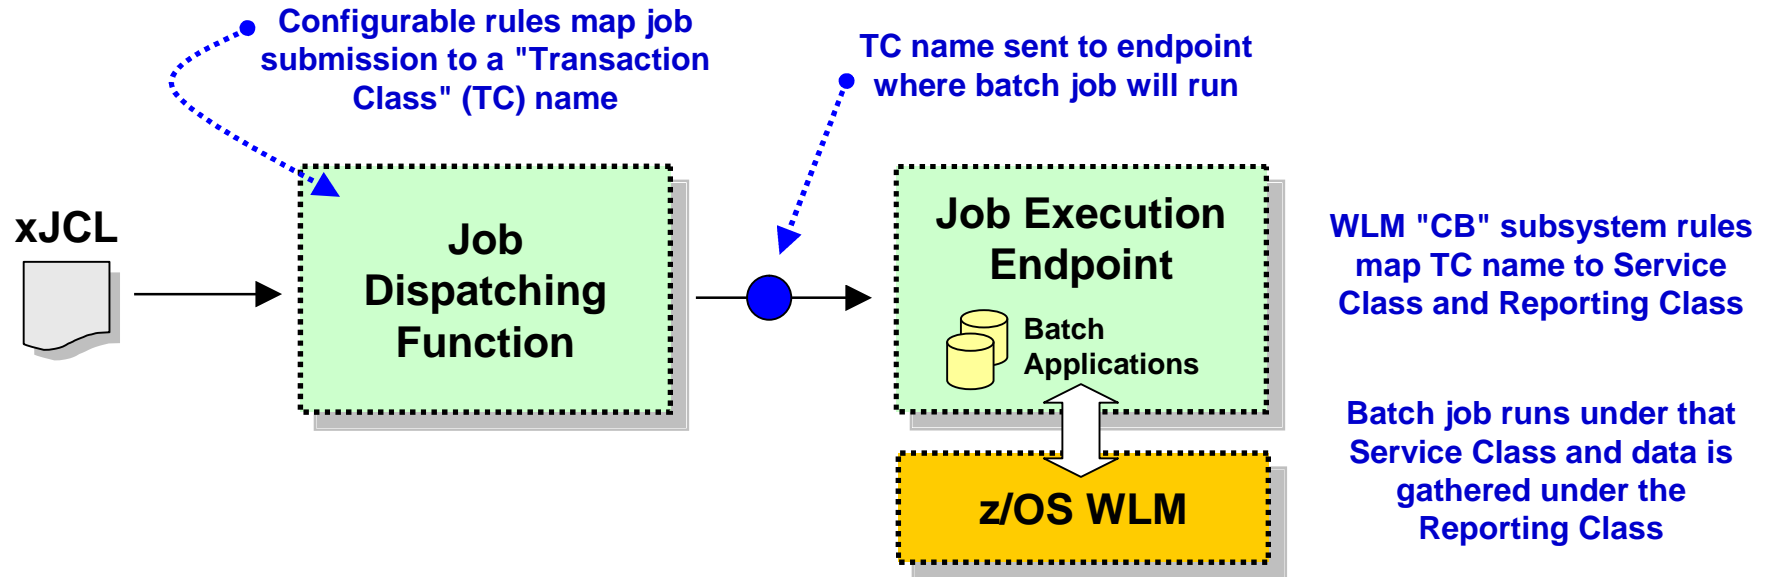 Configurable rules map job
submission to a "Transaction
Class" (TC) name
TC name sent to endpoint
where batch job will run
xJCL
Job
Dispatching
Function
Job Execution
Endpoint
Batch
Applications
z/OS WLM
WLM "CB" subsystem rules
map TC name to Service
Class and Reporting Class
Batch job runs under that
Service Class and data is
gathered under the
Reporting Class